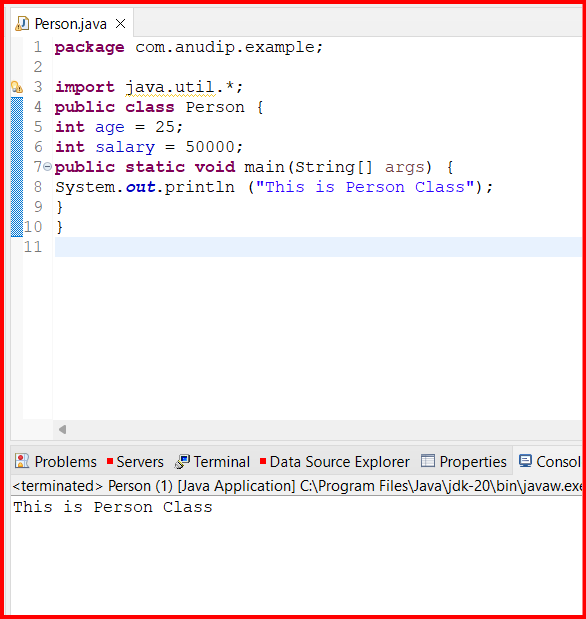 Person.java
1 package com.anudip.example;
2
3 import java.util.*;
4 public class Person {
5 int age = 25;
6 int salary = 50000;
7 public static void main(String[] args) {
8 System.out.println ("This is Person Class");
9 }
10 }
11
Problems Servers Terminal Data Source Explorer Properties Consol
<terminated> Person (1) [Java Application] C:\Program Files\Java\jdk-20\bin\javaw.exe
This is Person Class